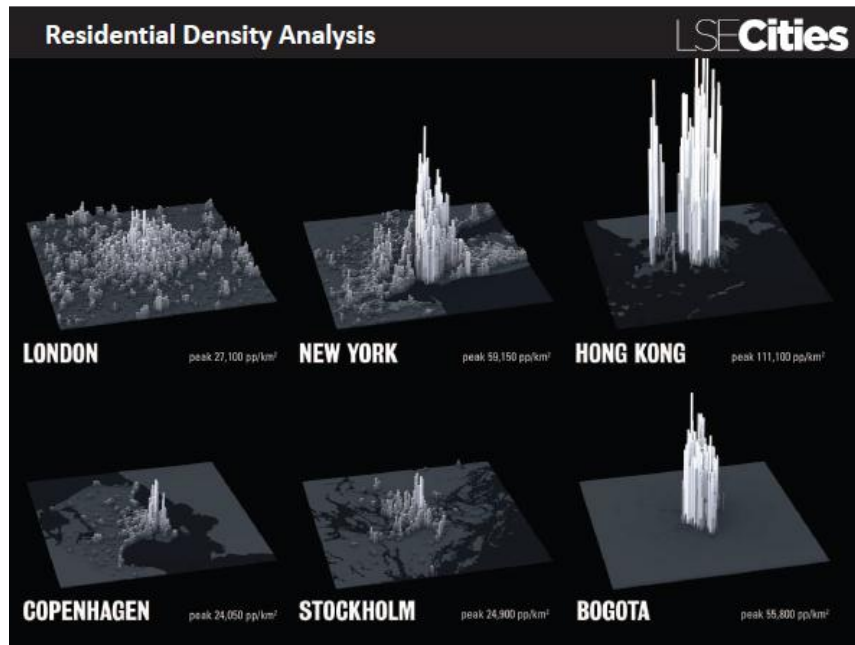 Residential Density Analysis
LSECities
LONDON
peak 27,100 pp/km²
NEW YORK
peak 59,150 pp/km²
HONG KONG
peak 111,100 pp/km²
COPENHAGEN
peak 24,050 pp/km²
STOCKHOLM
peak 24,900 pp/km²
BOGOTA
peak 55,800 pp/km²